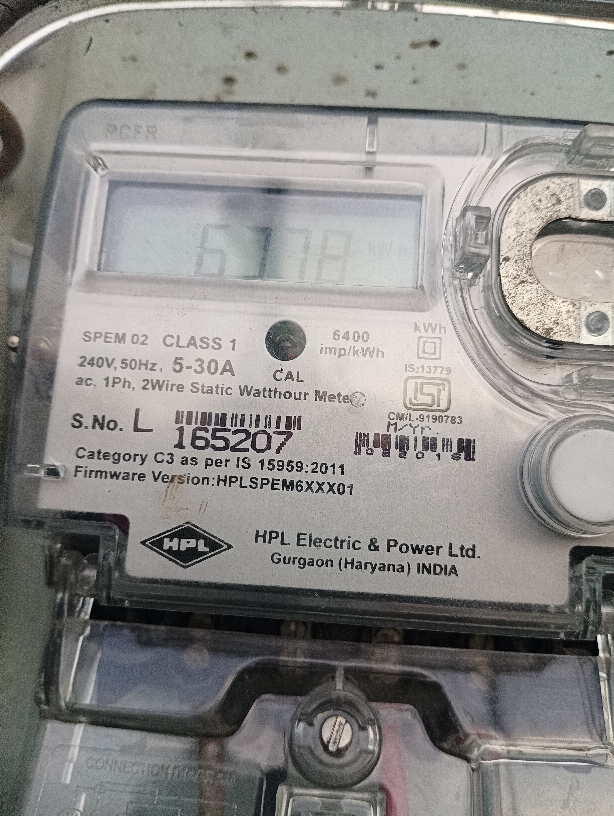 SPEM 02 CLASS 1
240V, 50Hz, 5-30A
ac, 1Ph, 2Wire Static Watthour Meter
CAL
6400
imp/kWh
kWh
IS:13779
ISI
CM/L-9190783
M/Yr.
S.No. L 165207
Category C3 as per IS 15959:2011
Firmware Version:HPLSPEM6XXX01
HPL
HPL Electric & Power Ltd.
Gurgaon (Haryana) INDIA